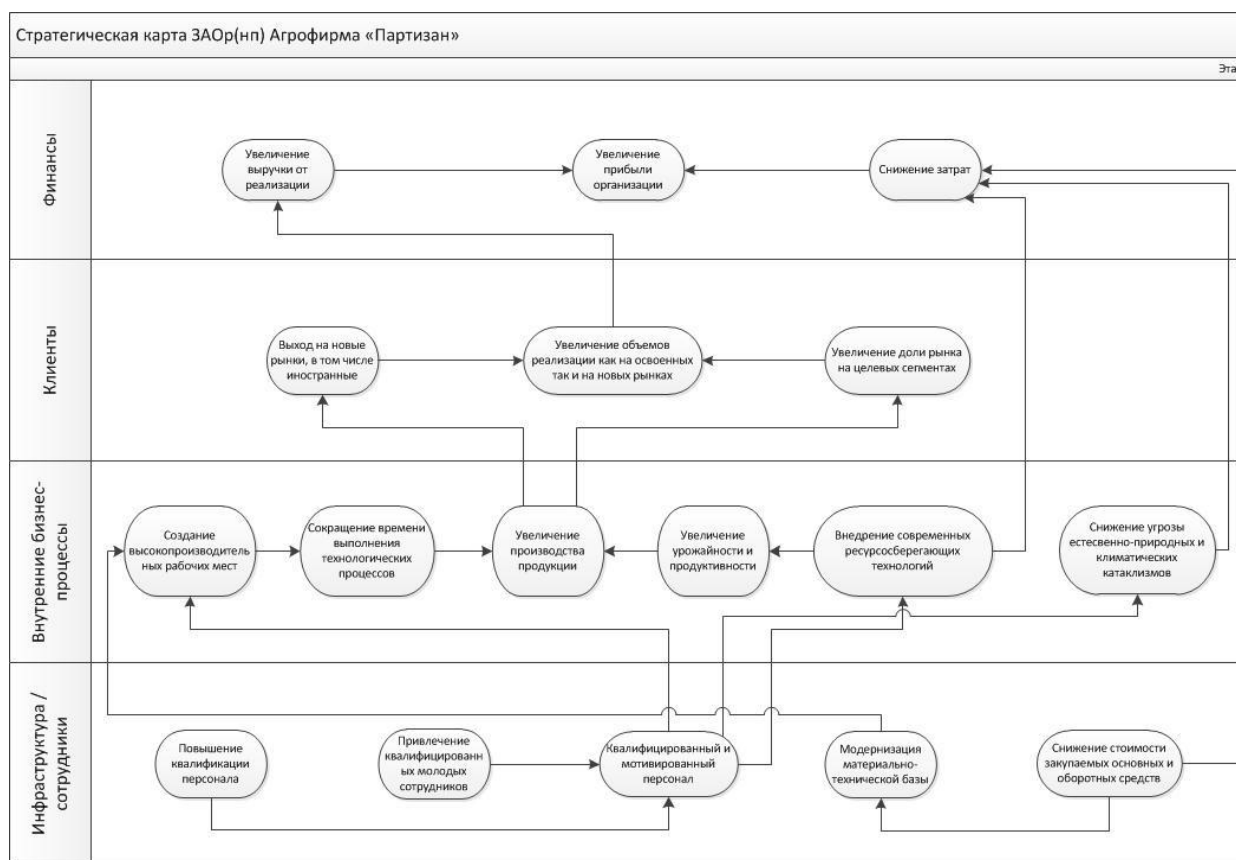 Стратегическая карта ЗАОр(нп) Агрофирма «Партизан»
Эта
Финансы
Увеличение
выручки от
реализации
Увеличение
прибыли
организации
Снижение затрат
Клиенты
Выход на новые
рынки, в том числе
иностранные
Увеличение объемов
реализации как на освоенных
так и на новых рынках
Увеличение доли рынка
на целевых сегментах
Внутренние бизнес-
процессы
Создание
высокопроизводитель
ных рабочих мест
Сокращение времени
выполнения
технологических
процессов
Увеличение
производства
продукции
Увеличение
урожайности и
продуктивности
Внедрение современных
ресурсосберегающих
технологий
Снижение угрозы
естесвенно-природных и
климатических
катаклизмов
Инфраструктура /
сотрудники
Повышение
квалификации
персонала
Привлечение
квалифицированн
ых молодых
сотрудников
Квалифицированный и
мотивированный
персонал
Модернизация
материально-
технической базы
Снижение стоимости
закупаемых основных и
оборотных средств